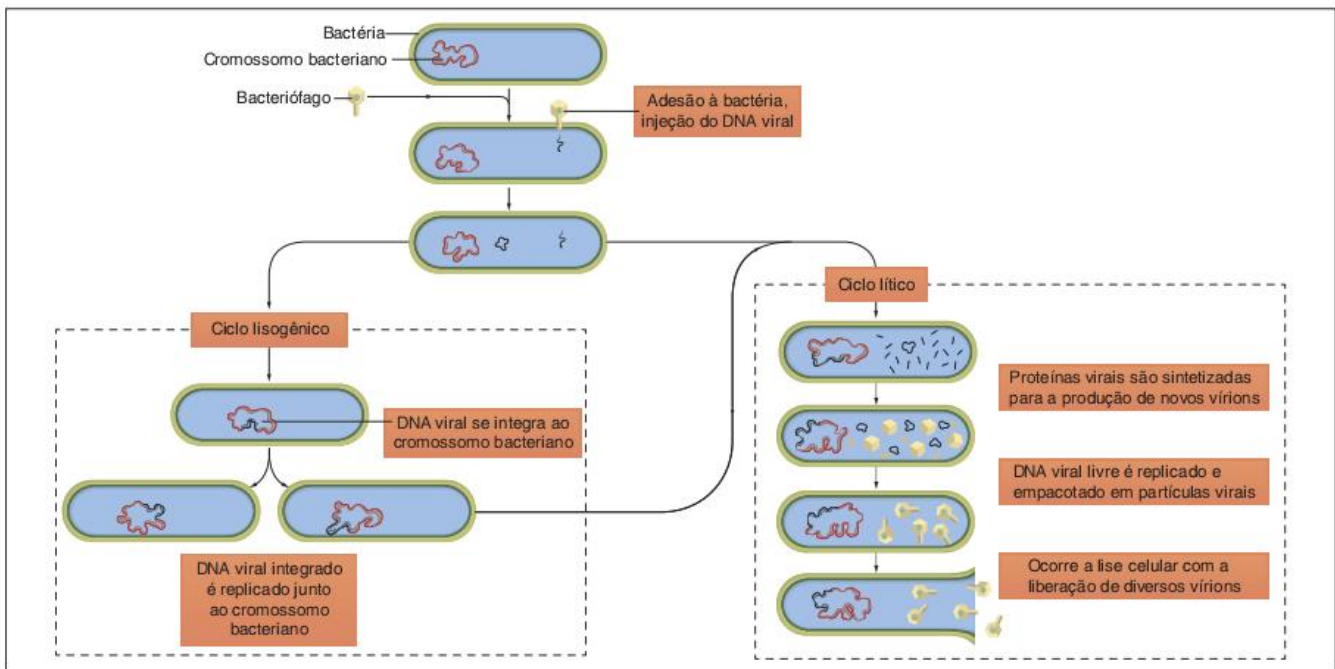 Bactéria
Cromossomo bacteriano
Bacteriófago
Adesão à bactéria,
injeção do DNA viral
Ciclo lisogênico
DNA viral se integra ao
cromossomo bacteriano
DNA viral integrado
é replicado junto
ao cromossomo
bacteriano
Ciclo lítico
Proteínas virais são sintetizadas
para a produção de novos vírions
DNA viral livre é replicado e
empacotado em partículas virais
Ocorre a lise celular com a
liberação de diversos vírions